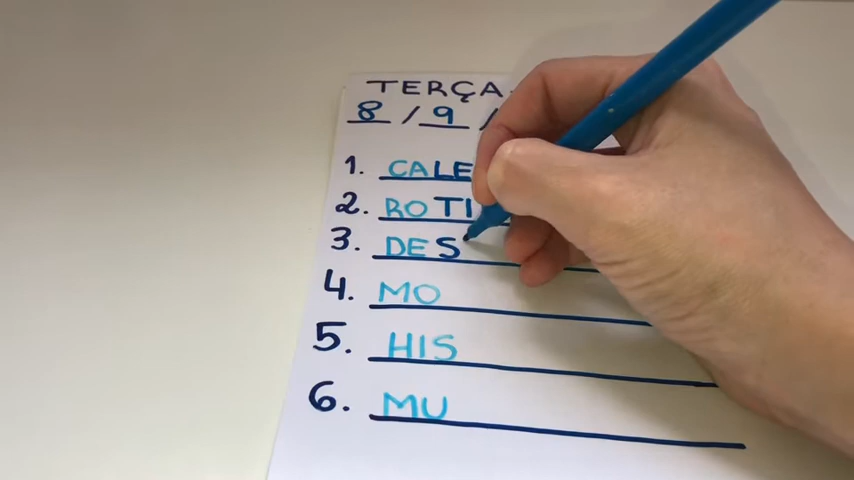 TERÇA
8 / 9 /
1. CALE
2. ROTI
3. DES
4. MO
5. HIS
6. MU